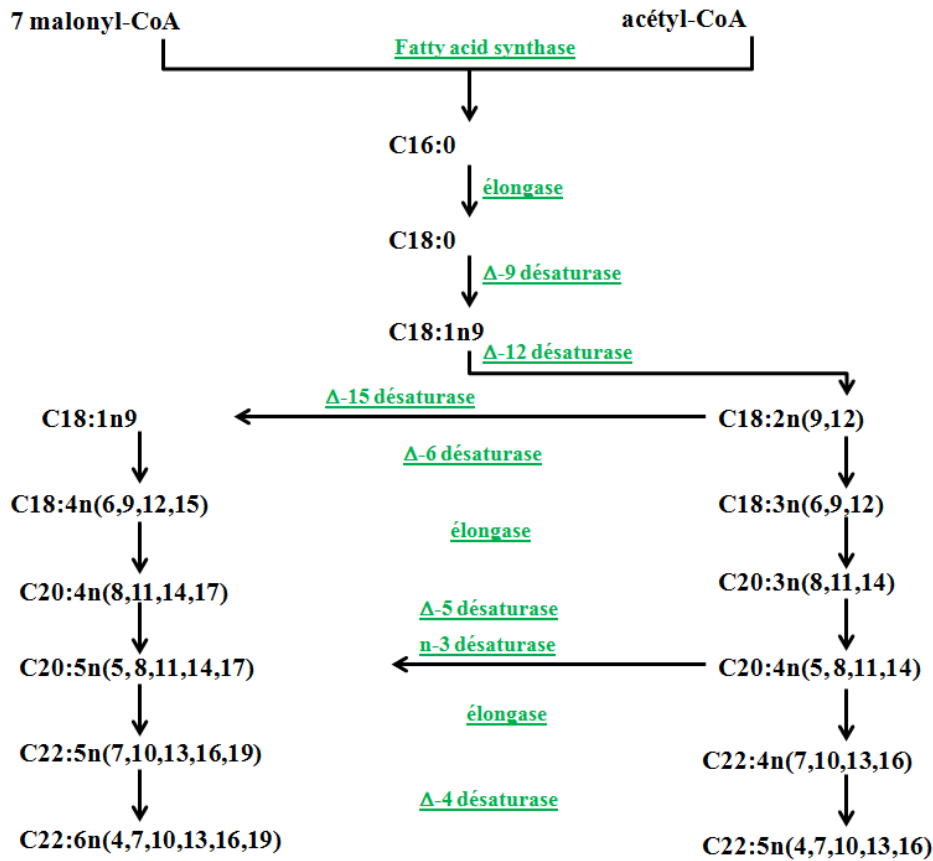 7 malonyl-CoA
acétyl-CoA
Fatty acid synthase
C16:0
élongase
C18:0
Δ-9 désaturase
C18:1n9
Δ-12 désaturase
Δ-15 désaturase
C18:1n9
C18:2n(9,12)
Δ-6 désaturase
C18:4n(6,9,12,15)
C18:3n(6,9,12)
élongase
C20:4n(8,11,14,17)
C20:3n(8,11,14)
Δ-5 désaturase
n-3 désaturase
C20:5n(5,8,11,14,17)
C20:4n(5,8,11,14)
élongase
C22:5n(7,10,13,16,19)
C22:4n(7,10,13,16)
Δ-4 désaturase
C22:6n(4,7,10,13,16,19)
C22:5n(4,7,10,13,16)